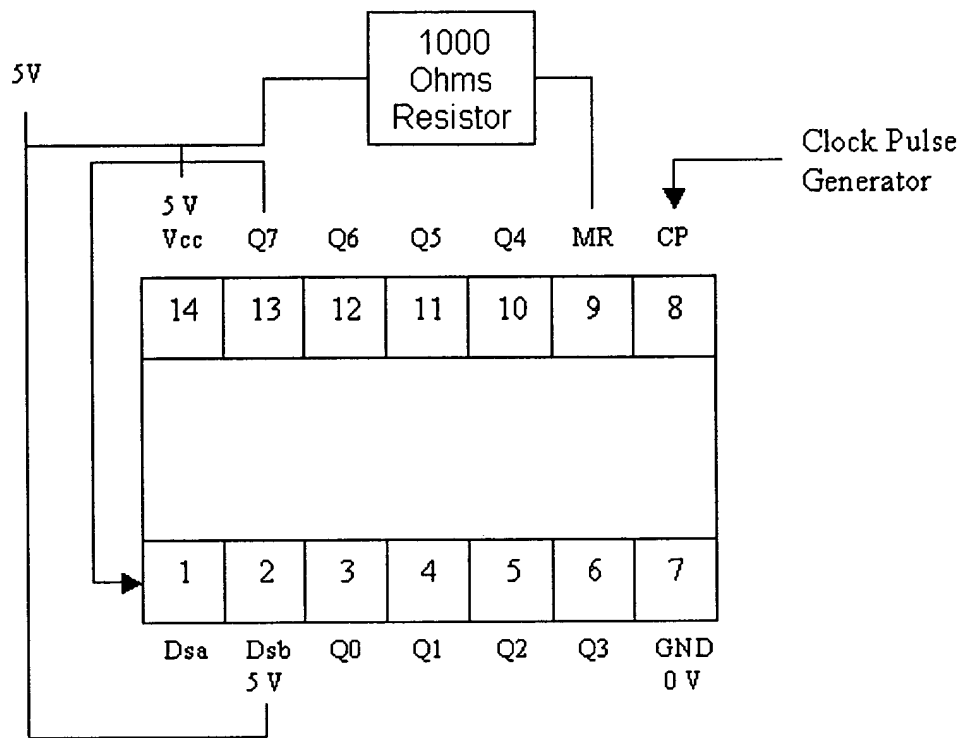 1000
Ohms
Resistor
5V
Clock Pulse
Generator
5 V
Vcc Q7 Q6 Q5 Q4 MR CP
14 13 12 11 10 9 8
1 2 3 4 5 6 7
Dsa Dsb Q0 Q1 Q2 Q3 GND
5 V 0 V